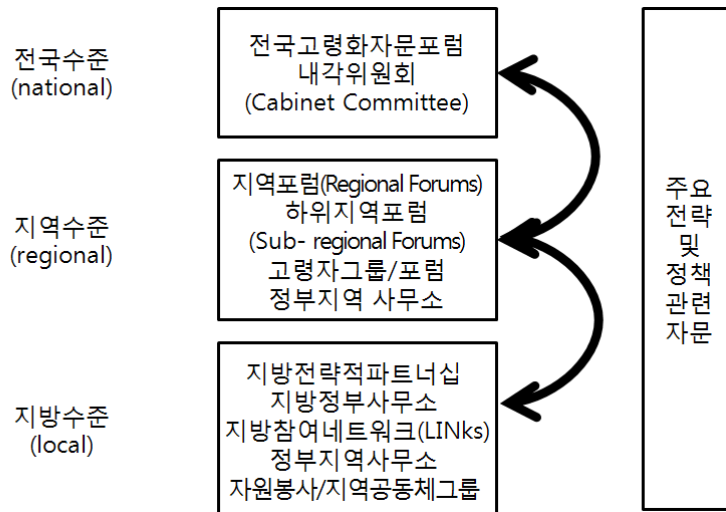 전국수준
(national)
전국고령화자문포럼
내각위원회
(Cabinet Committee)
지역수준
(regional)
지역포럼(Regional Forums)
하위지역포럼
(Sub- regional Forums)
고령자그룹/포럼
정부지역 사무소
지방수준
(local)
지방전략적파트너십
지방정부사무소
지방참여네트워크(LINks)
정부지역사무소
자원봉사/지역공동체그룹
주요
전략
및
정책
관련
자문